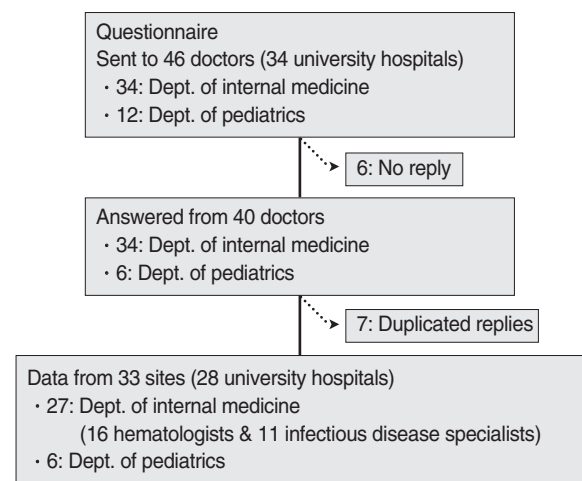 Questionnaire
Sent to 46 doctors (34 university hospitals)
· 34: Dept. of internal medicine
· 12: Dept. of pediatrics
6: No reply
Answered from 40 doctors
· 34: Dept. of internal medicine
· 6: Dept. of pediatrics
7: Duplicated replies
Data from 33 sites (28 university hospitals)
· 27: Dept. of internal medicine
(16 hematologists & 11 infectious disease specialists)
· 6: Dept. of pediatrics